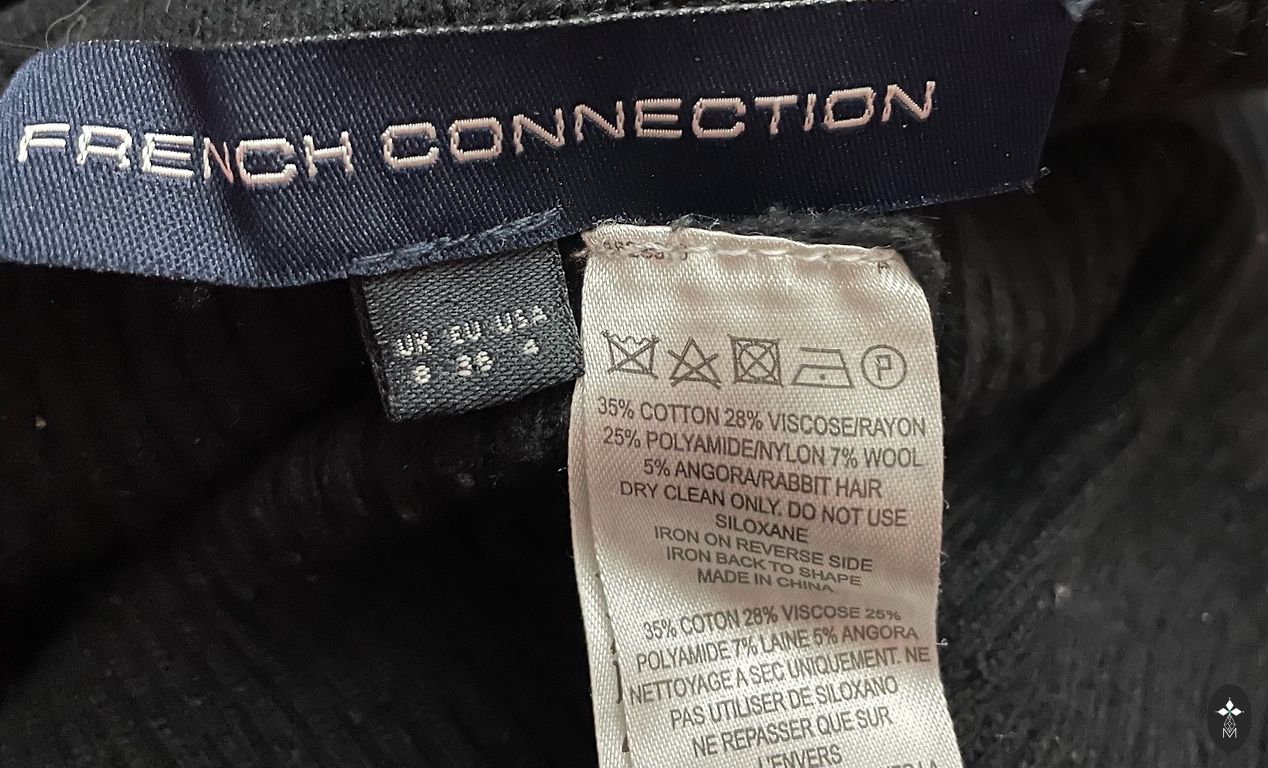 FRENCH CONNECTION
UK EU USA
8 36 4
P
35% COTTON 28% VISCOSE/RAYON
25% POLYAMIDE/NYLON 7% WOOL
5% ANGORA/RABBIT HAIR
DRY CLEAN ONLY. DO NOT USE
SILOXANE
IRON ON REVERSE SIDE
IRON BACK TO SHAPE
MADE IN CHINA
35% COTON 28% VISCOSE 25%
POLYAMIDE 7% LAINE 5% ANGORA
NETTOYAGE A SEC UNIQUEMENT. NE
PAS UTILISER DE SILOXANO
NE REPASSER QUE SUR
L'ENVERS
M